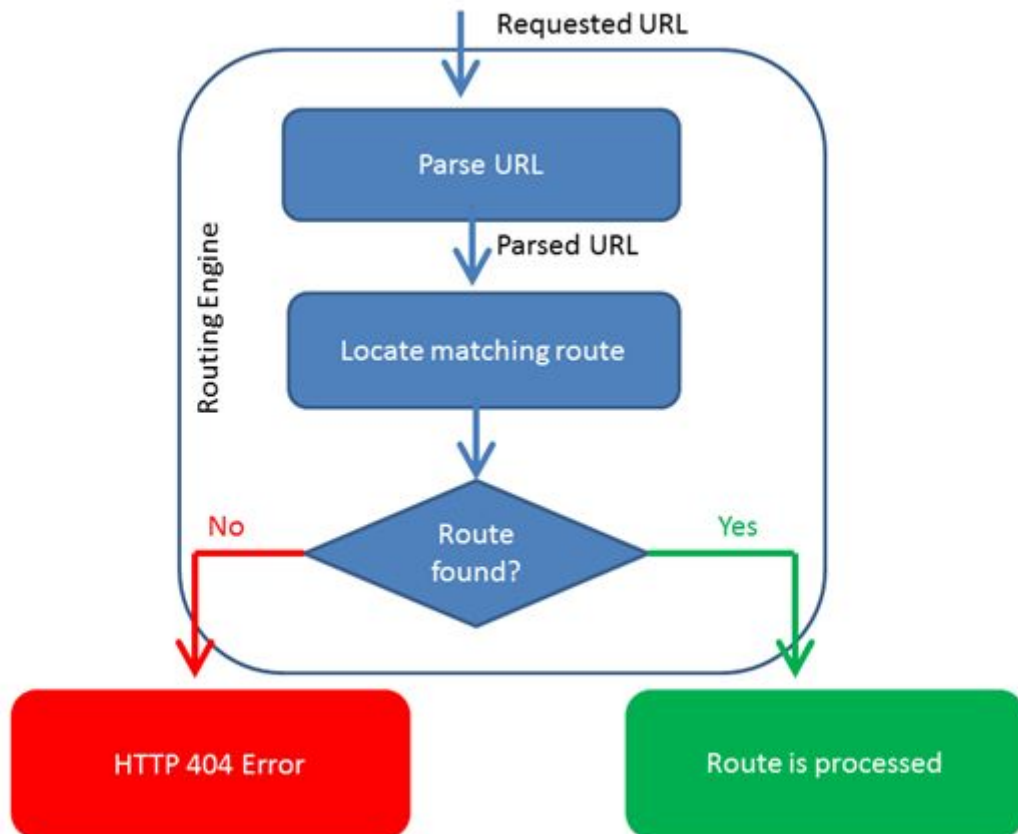 Requested URL
Parse URL
Parsed URL
Routing Engine
Locate matching route
No
Route
found?
Yes
HTTP 404 Error
Route is processed